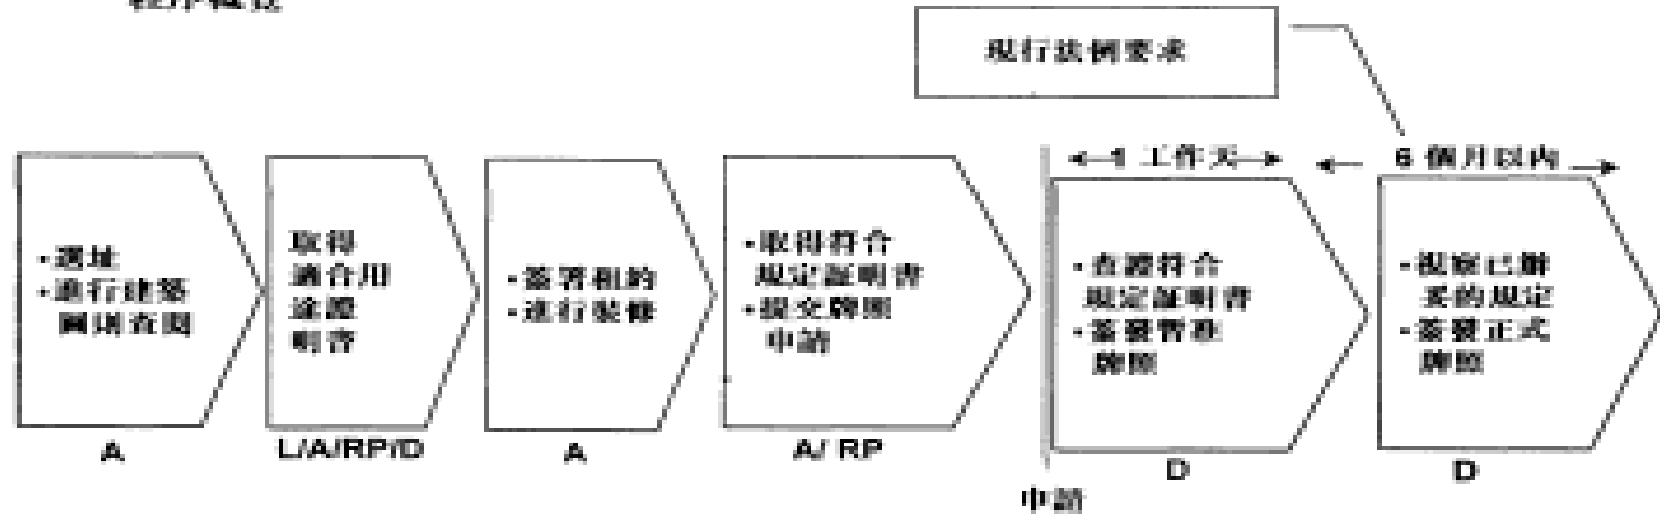 程序概覽
現行法例要求
1 工作天
6 個月以內
•選址
•進行建築
圖則查閱
A
取得
適合用
途證
明書
L/A/RP/D
•簽署租約
•進行裝修
A
•取得符合
規定証明書
•提交牌照
申請
A/ RP
申請
•查證符合
規定証明書
•簽發暫准
牌照
D
•視察已辦
妥的規定
•簽發正式
牌照
D